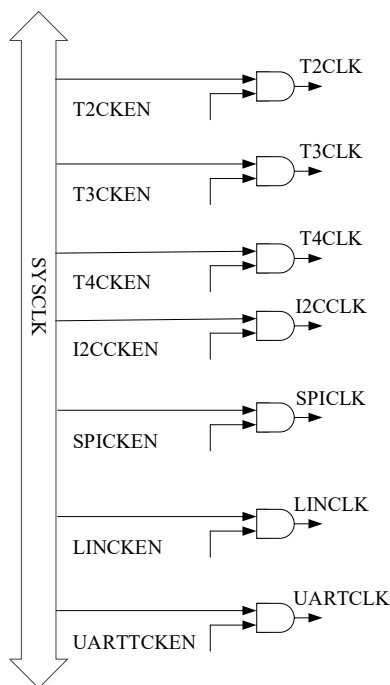 T2CLK
T2CKEN
T3CLK
T3CKEN
T4CLK
T4CKEN
SYSCLK
I2CCLK
I2CCKEN
SPICLK
SPICKEN
LINCLK
LINCKEN
UARTCLK
UARTTCKEN